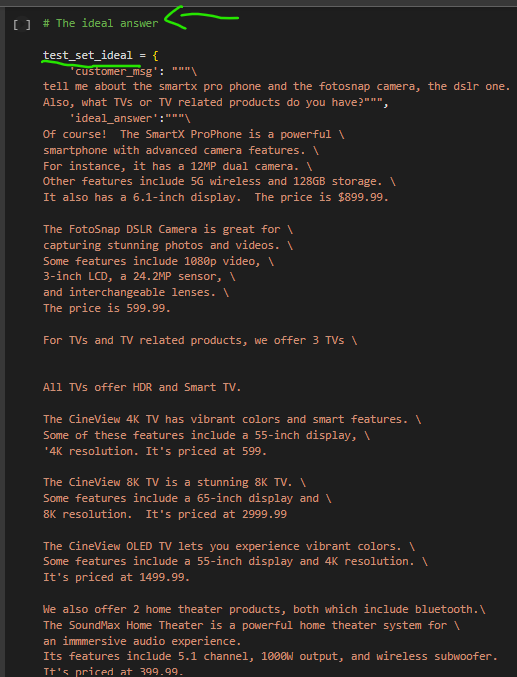 [ ] # The ideal answer
test_set_ideal = {
'customer_msg': """\
tell me about the smartx pro phone and the fotosnap camera, the dslr one.
Also, what TVs or TV related products do you have?""",
'ideal_answer':"""\
Of course!  The SmartX ProPhone is a powerful \
smartphone with advanced camera features. \
For instance, it has a 12MP dual camera. \
Other features include 5G wireless and 128GB storage. \
It also has a 6.1-inch display.  The price is $899.99.
The FotoSnap DSLR Camera is great for \
capturing stunning photos and videos. \
Some features include 1080p video, \
3-inch LCD, a 24.2MP sensor, \
and interchangeable lenses. \
The price is 599.99.
For TVs and TV related products, we offer 3 TVs \
All TVs offer HDR and Smart TV.
The CineView 4K TV has vibrant colors and smart features. \
Some of these features include a 55-inch display, \
'4K resolution. It's priced at 599.
The CineView 8K TV is a stunning 8K TV. \
Some features include a 65-inch display and \
8K resolution.  It's priced at 2999.99
The CineView OLED TV lets you experience vibrant colors. \
Some features include a 55-inch display and 4K resolution. \
It's priced at 1499.99.
We also offer 2 home theater products, both which include bluetooth.\
The SoundMax Home Theater is a powerful home theater system for \
an immmersive audio experience.
Its features include 5.1 channel, 1000W output, and wireless subwoofer.
It's priced at 399.99.